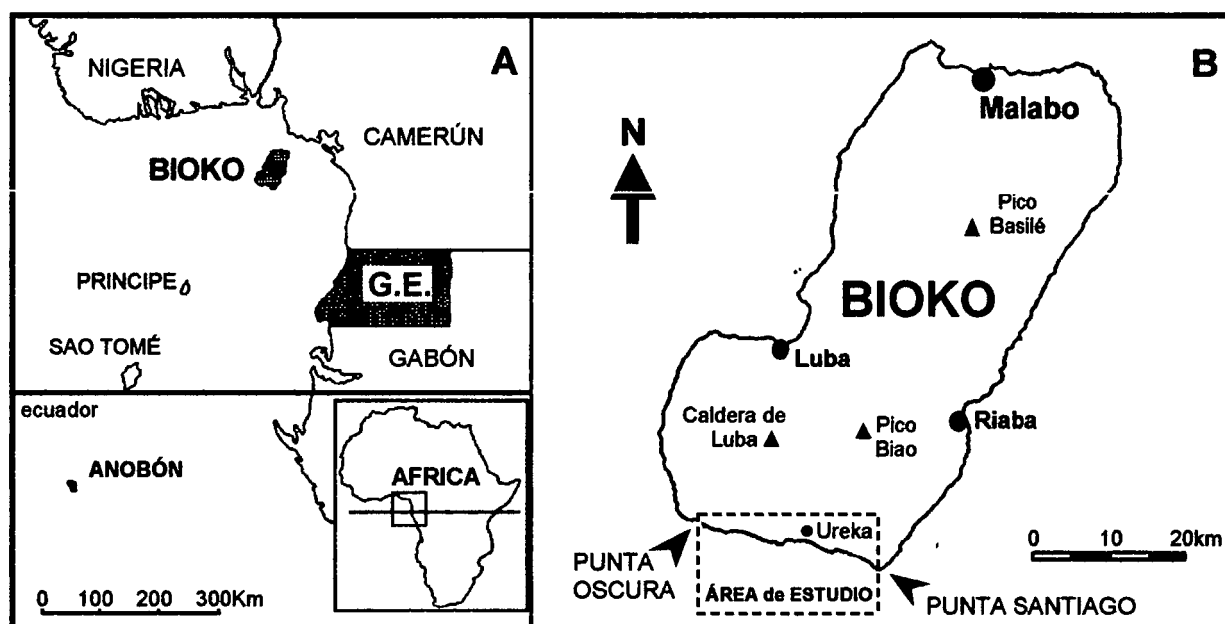 A
NIGERIA
CAMERÚN
BIOKO
G.E.
PRINCIPE
SAO TOMÉ
GABÓN
ecuador
ANOBÓN
AFRICA
0 100 200 300Km
B
Malabo
N
Pico
Basilé
BIOKO
Luba
Caldera de
Luba
Pico
Biao
Riaba
Ureka
0 10 20km
PUNTA
OSCURA
ÁREA de ESTUDIO
PUNTA SANTIAGO